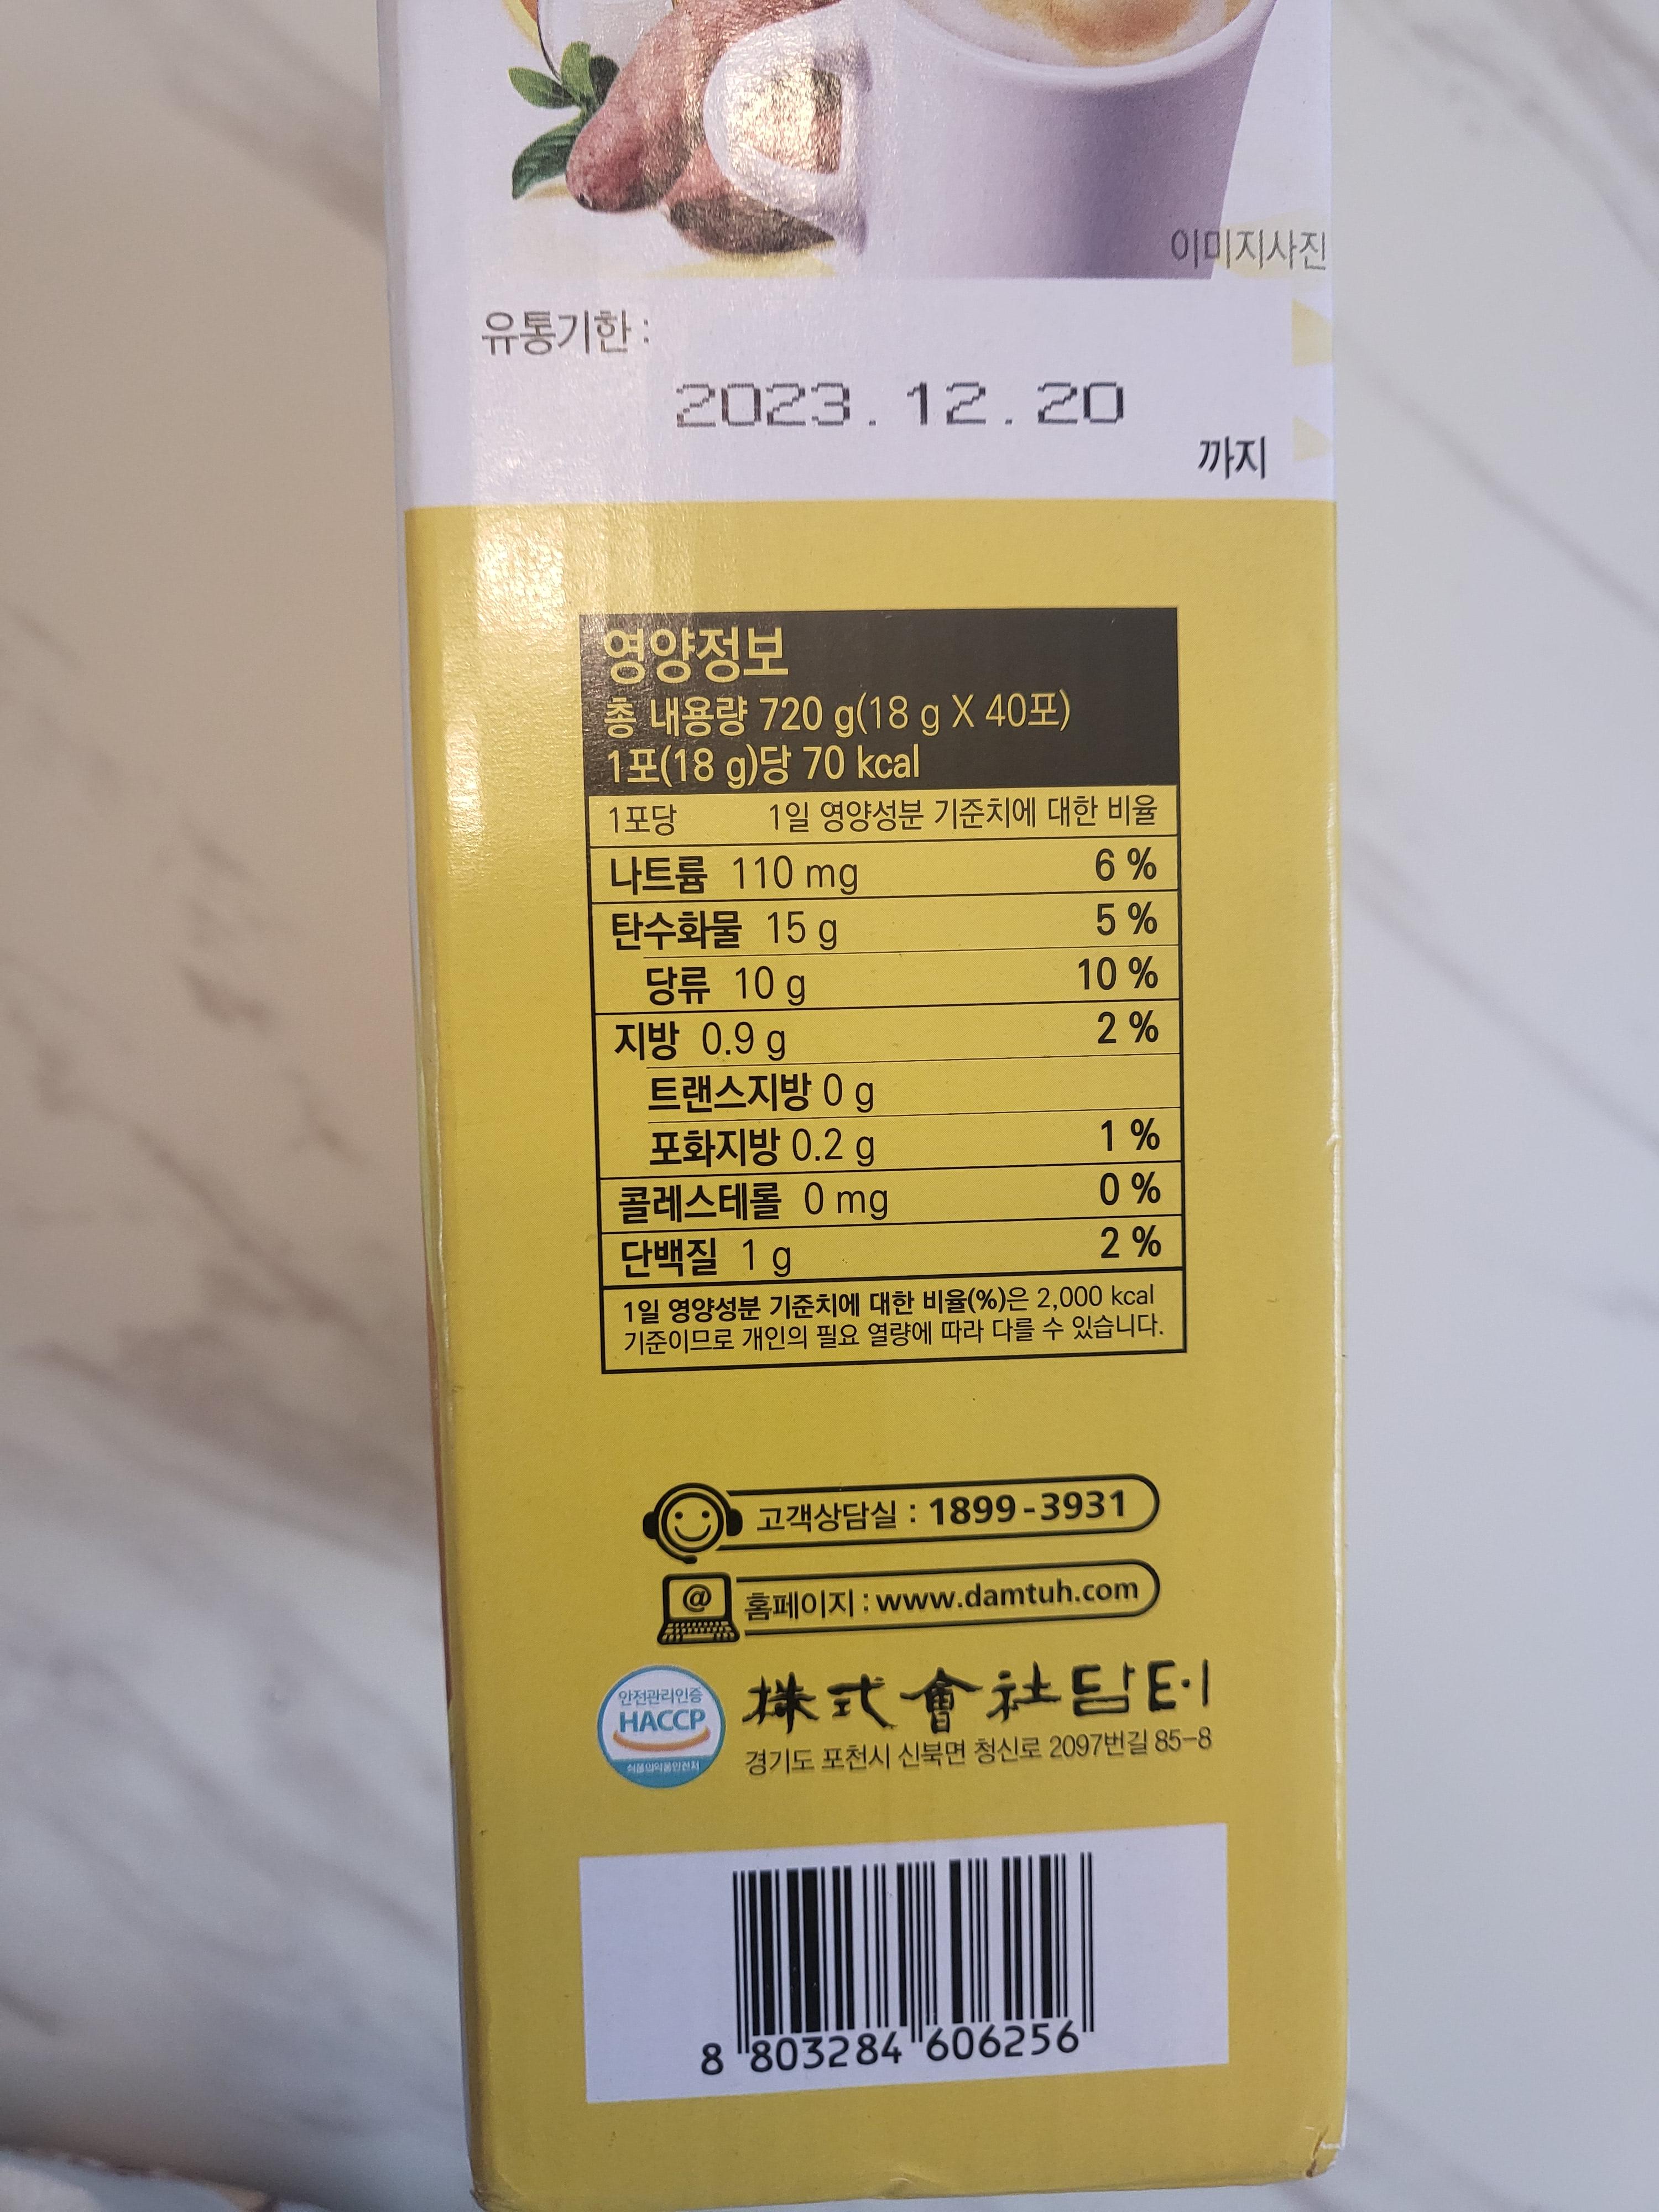 이미지사진
유통기한 :
2023.12.20
까지
영양정보
총 내용량 720 g(18 g X 40포)
1포(18 g)당 70 kcal
1포당 1일 영양성분 기준치에 대한 비율
나트륨 110 mg 6 %
탄수화물 15 g 5 %
당류 10 g 10 %
지방 0.9 g 2 %
트랜스지방 0 g
포화지방 0.2 g 1 %
콜레스테롤 0 mg 0 %
단백질 1 g 2 %
1일 영양성분 기준치에 대한 비율(%)은 2,000 kcal
기준이므로 개인의 필요 열량에 따라 다를 수 있습니다.
고객상담실 : 1899-3931
@ 홈페이지 : www.damtuh.com
안전관리인증
HACCP
식품의약품안전처
株式會社담터
경기도 포천시 신북면 청신로 2097번길 85-8
8 803284 606256